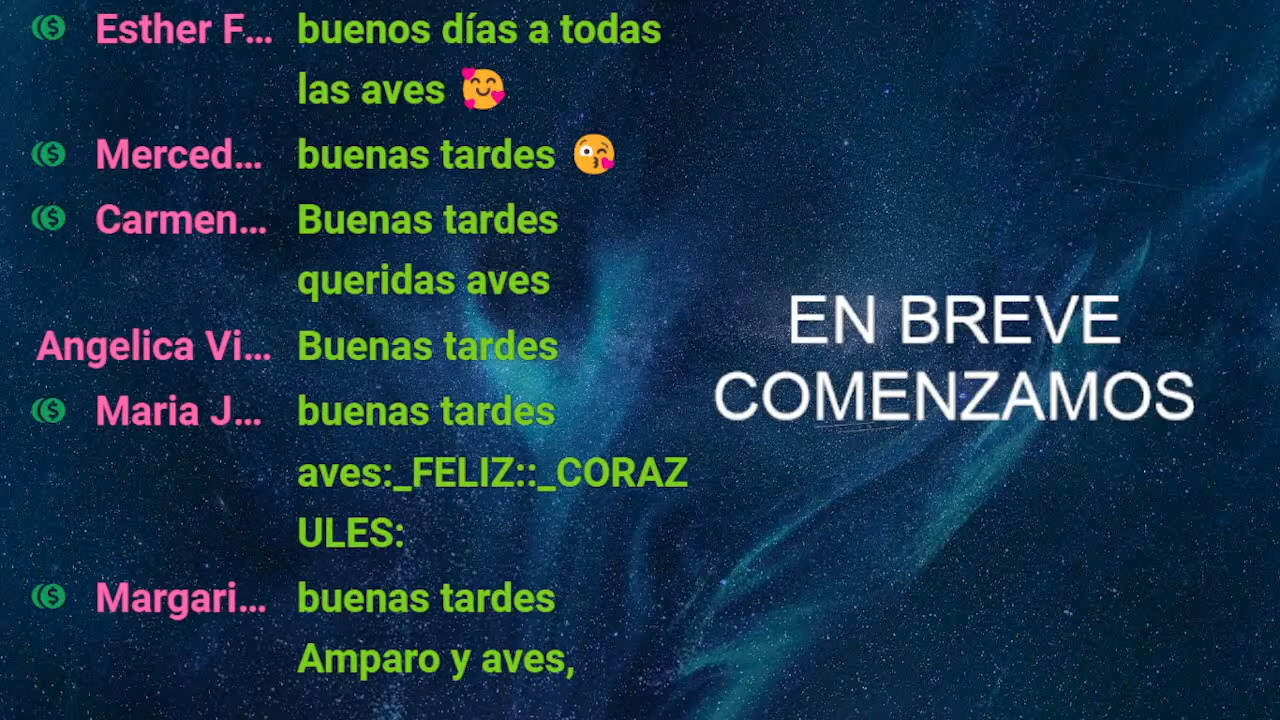 Esther F... buenos días a todas
las aves 🥰
Merced... buenas tardes 😘
Carmen... Buenas tardes
queridas aves
Angelica Vi... Buenas tardes
Maria J... buenas tardes
aves:_FELIZ::_CORAZ
ULES:
Margari... buenas tardes
Amparo y aves,
EN BREVE
COMENZAMOS